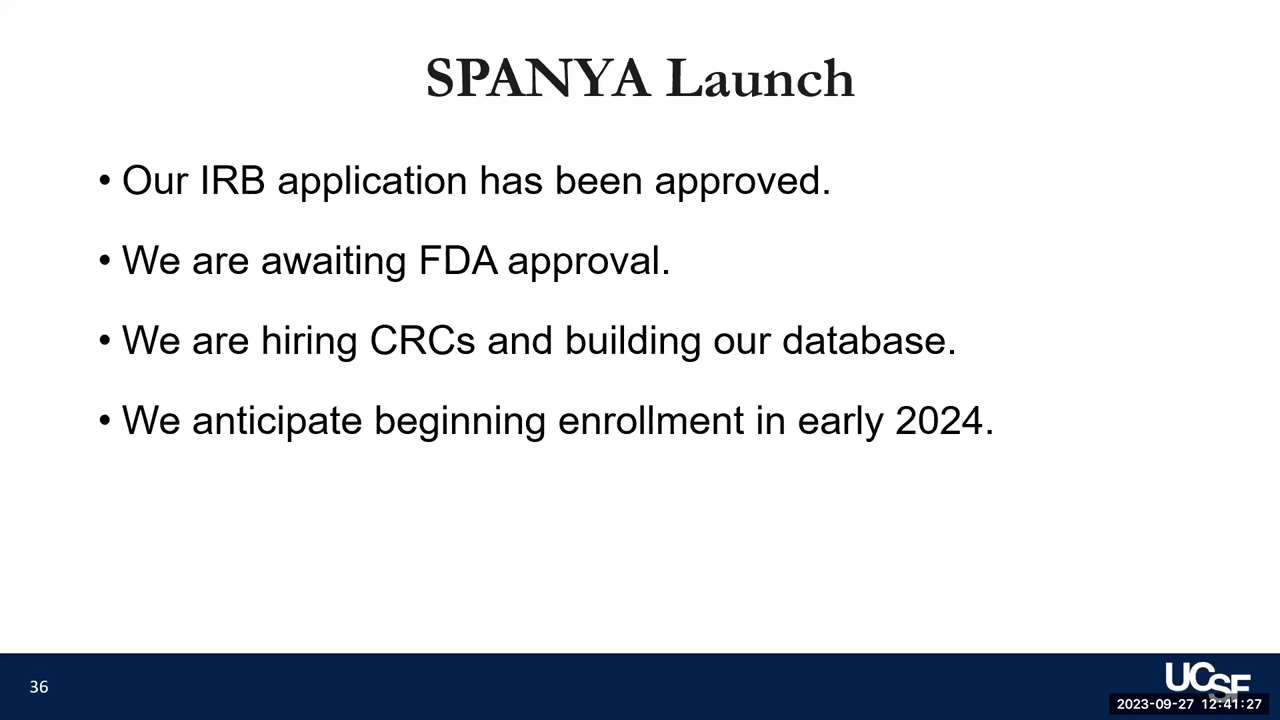 SPANYA Launch
• Our IRB application has been approved.
• We are awaiting FDA approval.
• We are hiring CRCs and building our database.
• We anticipate beginning enrollment in early 2024.
36
UCSF
2023-09-27 12:41:27